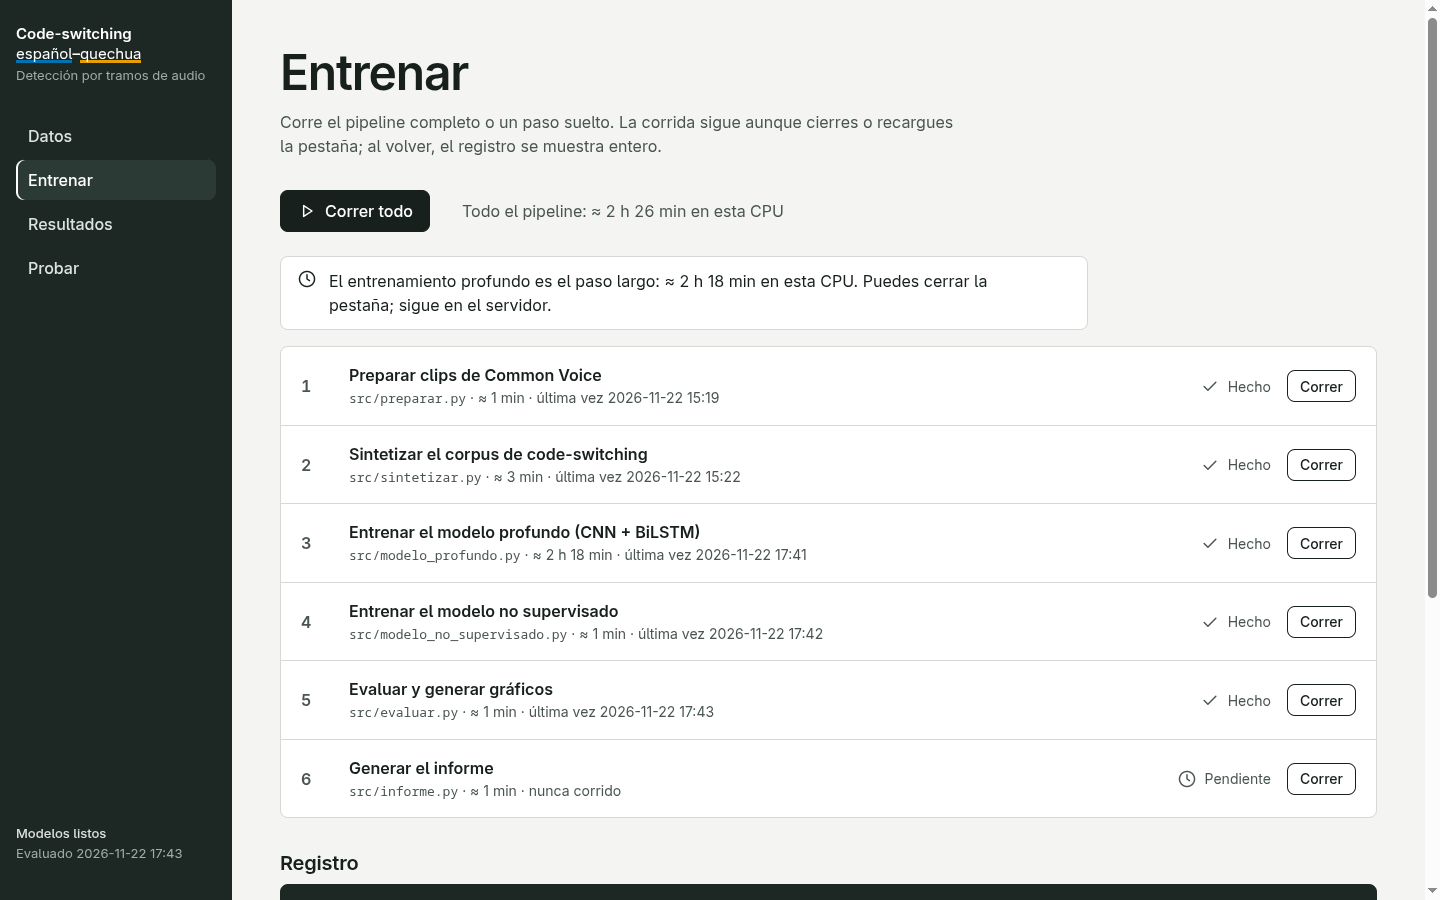 Code-switching
español–quechua
Detección por tramos de audio
Datos
Entrenar
Resultados
Probar
Modelos listos
Evaluado 2026-11-22 17:43
Entrenar
Corre el pipeline completo o un paso suelto. La corrida sigue aunque cierres o recargues
la pestaña; al volver, el registro se muestra entero.
Correr todo
Todo el pipeline: ≈ 2 h 26 min en esta CPU
El entrenamiento profundo es el paso largo: ≈ 2 h 18 min en esta CPU. Puedes cerrar la
pestaña; sigue en el servidor.
1
Preparar clips de Common Voice
src/preparar.py · ≈ 1 min · última vez 2026-11-22 15:19
Hecho
Correr
2
Sintetizar el corpus de code-switching
src/sintetizar.py · ≈ 3 min · última vez 2026-11-22 15:22
Hecho
Correr
3
Entrenar el modelo profundo (CNN + BiLSTM)
src/modelo_profundo.py · ≈ 2 h 18 min · última vez 2026-11-22 17:41
Hecho
Correr
4
Entrenar el modelo no supervisado
src/modelo_no_supervisado.py · ≈ 1 min · última vez 2026-11-22 17:42
Hecho
Correr
5
Evaluar y generar gráficos
src/evaluar.py · ≈ 1 min · última vez 2026-11-22 17:43
Hecho
Correr
6
Generar el informe
src/informe.py · ≈ 1 min · nunca corrido
Pendiente
Correr
Registro